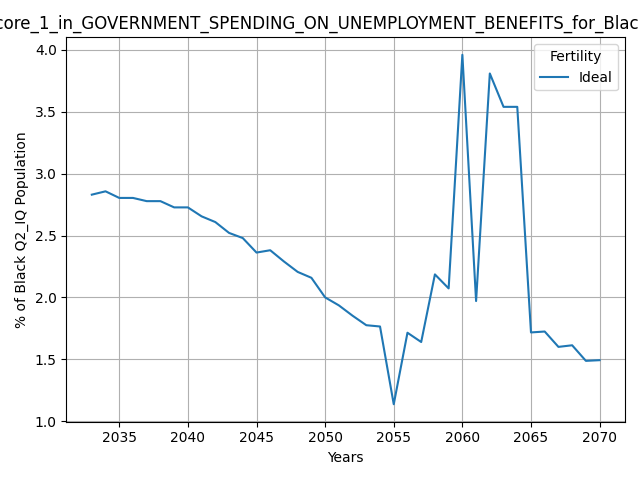 core_1_in_GOVERNMENT_SPENDING_ON_UNEMPLOYMENT_BENEFITS_for_Blac
4.0
3.5
3.0
2.5
2.0
1.5
1.0
% of Black Q2_IQ Population
Fertility
Ideal
2035 2040 2045 2050 2055 2060 2065 2070
Years